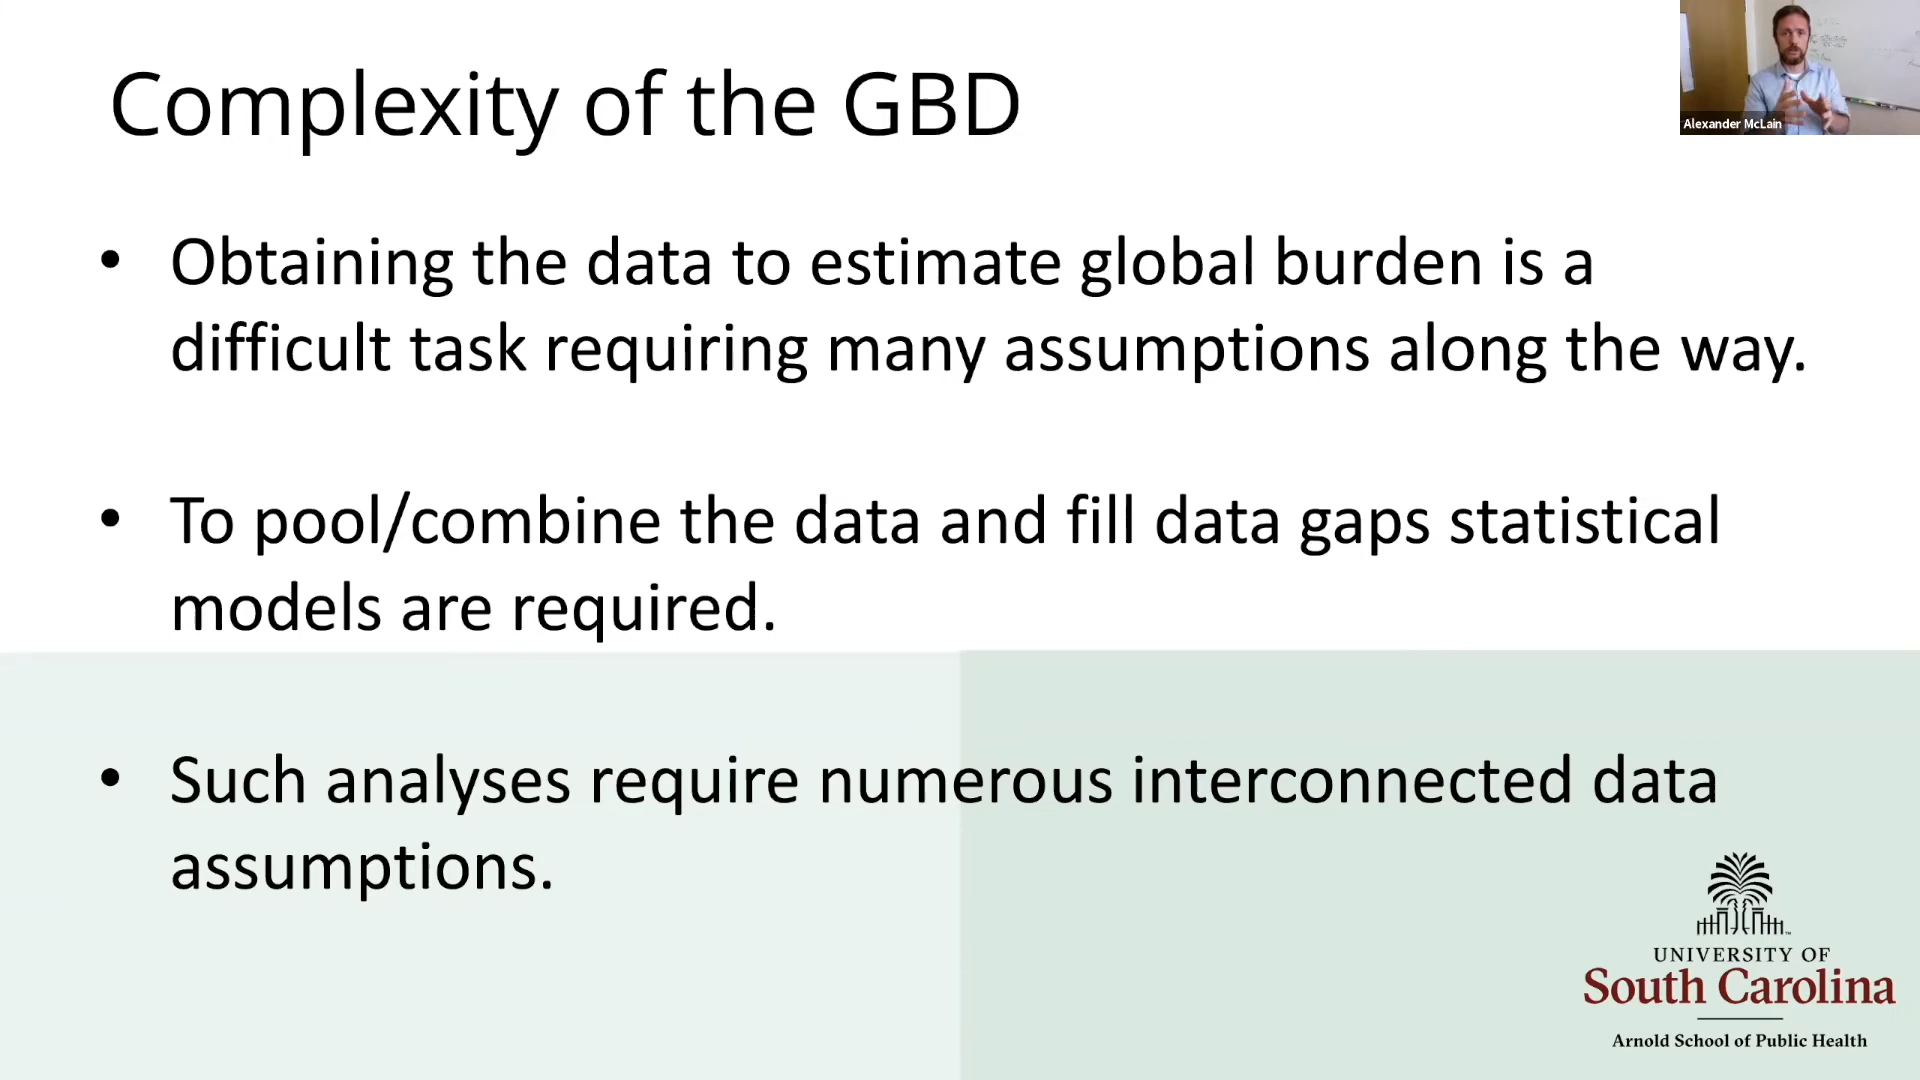 Complexity of the GBD
Alexander McLain
• Obtaining the data to estimate global burden is a
difficult task requiring many assumptions along the way.
• To pool/combine the data and fill data gaps statistical
models are required.
• Such analyses require numerous interconnected data
assumptions.
UNIVERSITY OF
South Carolina
Arnold School of Public Health